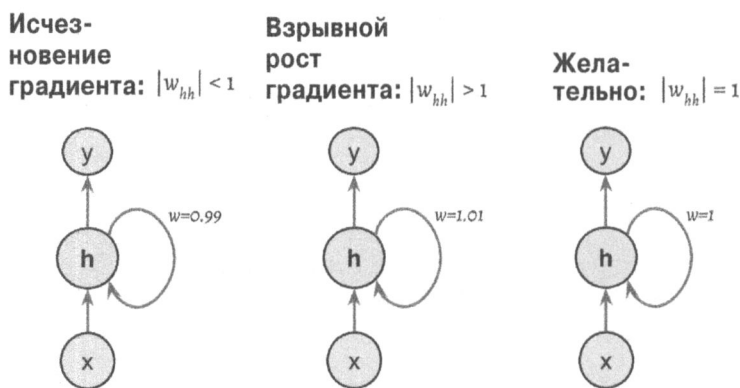 Исчез-
новение
градиента: |w_hh| < 1
Взрывной
рост
градиента: |w_hh| > 1
Жела-
тельно: |w_hh| = 1
y
w=0.99
h
x
y
w=1.01
h
x
y
w=1
h
x